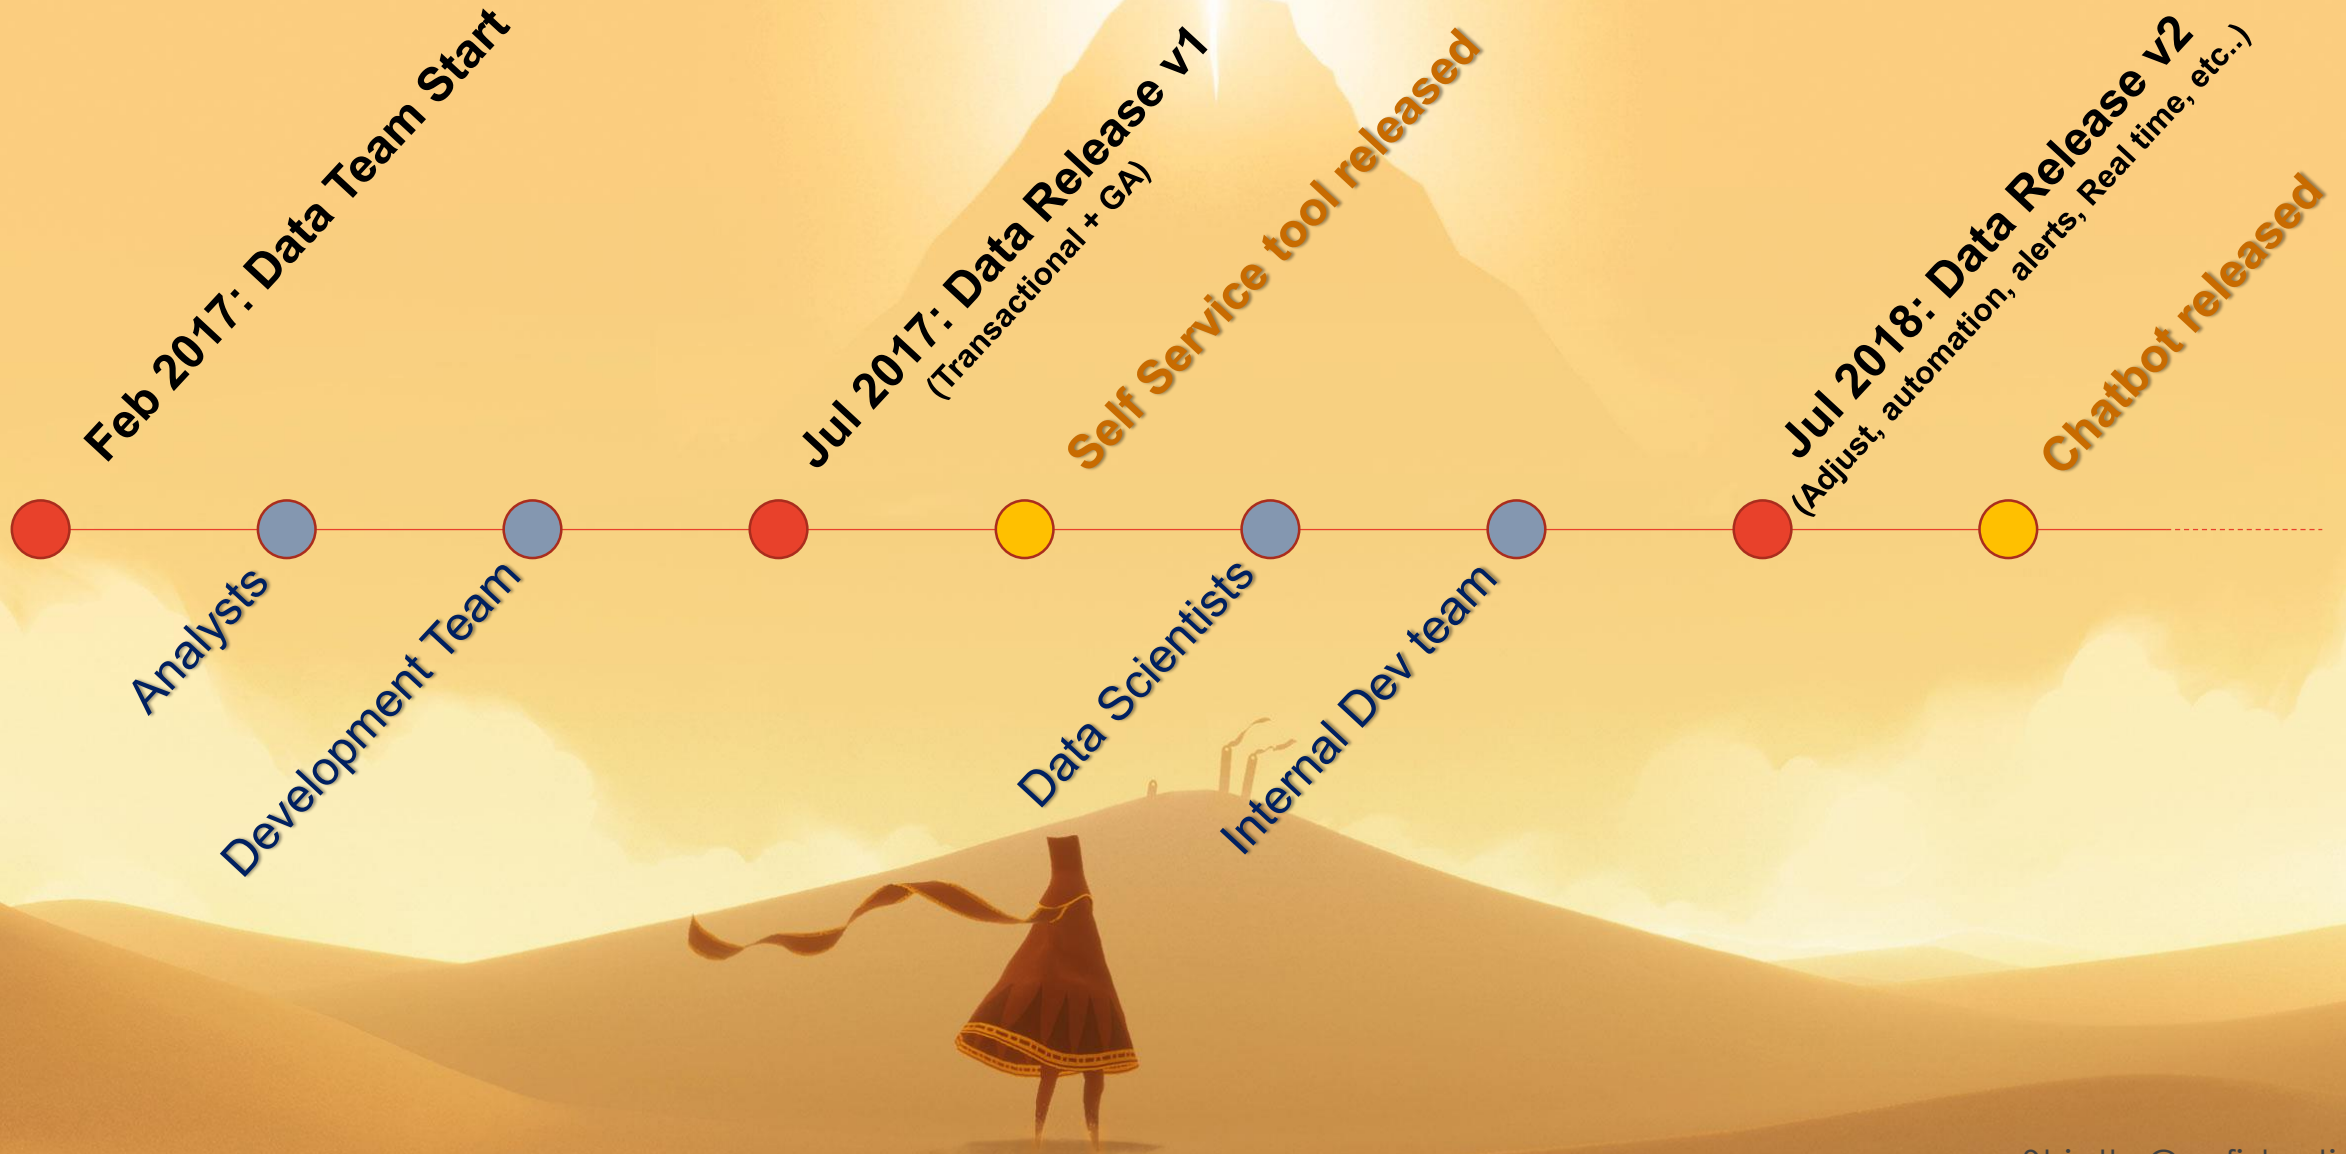 Feb 2017: Data Team Start
Jul 2017: Data Release v1
(Transactional + GA)
Self Service tool released
Jul 2018: Data Release v2
(Adjust, automation, alerts, Real time, etc..)
Chatbot released
Analysts
Development Team
Data Scientists
Internal Dev team